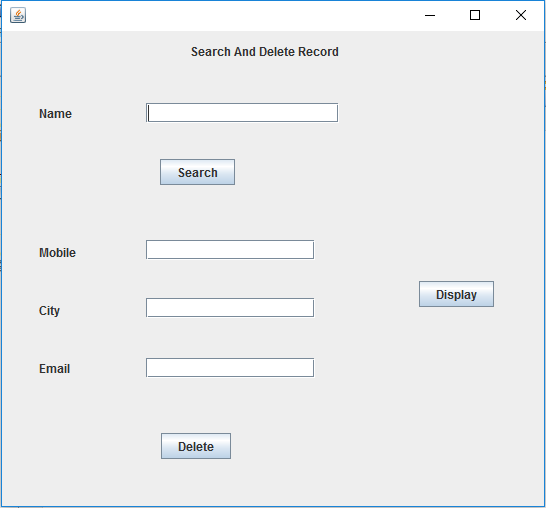 Search And Delete Record
Name
Search
Mobile
Display
City
Email
Delete